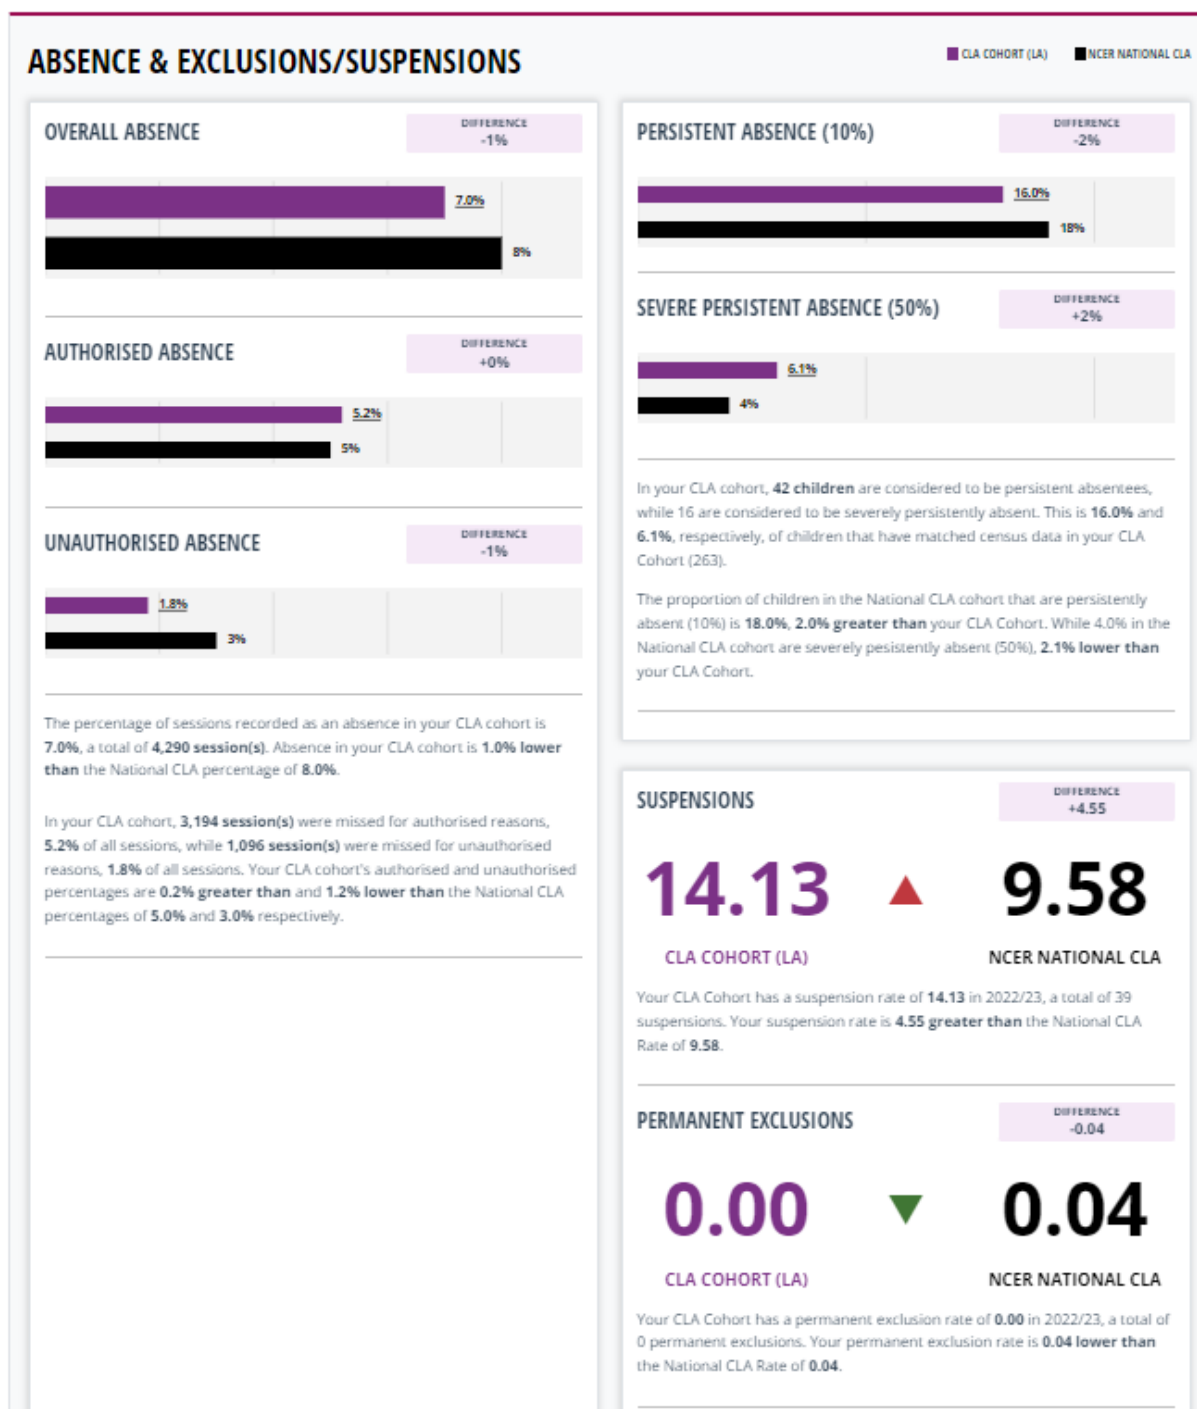 ABSENCE & EXCLUSIONS/SUSPENSIONS
CLA COHORT (LA) NCER NATIONAL CLA
OVERALL ABSENCE
DIFFERENCE
-1%
7.0%
8%
AUTHORISED ABSENCE
DIFFERENCE
+0%
5.2%
5%
UNAUTHORISED ABSENCE
DIFFERENCE
-1%
1.8%
3%
The percentage of sessions recorded as an absence in your CLA cohort is
7.0%, a total of 4,290 session(s). Absence in your CLA cohort is 1.0% lower
than the National CLA percentage of 8.0%.
In your CLA cohort, 3,194 session(s) were missed for authorised reasons,
5.2% of all sessions, while 1,096 session(s) were missed for unauthorised
reasons, 1.8% of all sessions. Your CLA cohort's authorised and unauthorised
percentages are 0.2% greater than and 1.2% lower than the National CLA
percentages of 5.0% and 3.0% respectively.
PERSISTENT ABSENCE (10%)
DIFFERENCE
-2%
16.0%
18%
SEVERE PERSISTENT ABSENCE (50%)
DIFFERENCE
+2%
6.1%
4%
In your CLA cohort, 42 children are considered to be persistent absentees,
while 16 are considered to be severely persistently absent. This is 16.0% and
6.1%, respectively, of children that have matched census data in your CLA
Cohort (263).
The proportion of children in the National CLA cohort that are persistently
absent (10%) is 18.0%, 2.0% greater than your CLA Cohort. While 4.0% in the
National CLA cohort are severely pesistently absent (50%), 2.1% lower than
your CLA Cohort.
SUSPENSIONS
DIFFERENCE
+4.55
14.13 9.58
CLA COHORT (LA) NCER NATIONAL CLA
Your CLA Cohort has a suspension rate of 14.13 in 2022/23, a total of 39
suspensions. Your suspension rate is 4.55 greater than the National CLA
Rate of 9.58.
PERMANENT EXCLUSIONS
DIFFERENCE
-0.04
0.00 0.04
CLA COHORT (LA) NCER NATIONAL CLA
Your CLA Cohort has a permanent exclusion rate of 0.00 in 2022/23, a total of
0 permanent exclusions. Your permanent exclusion rate is 0.04 lower than
the National CLA Rate of 0.04.